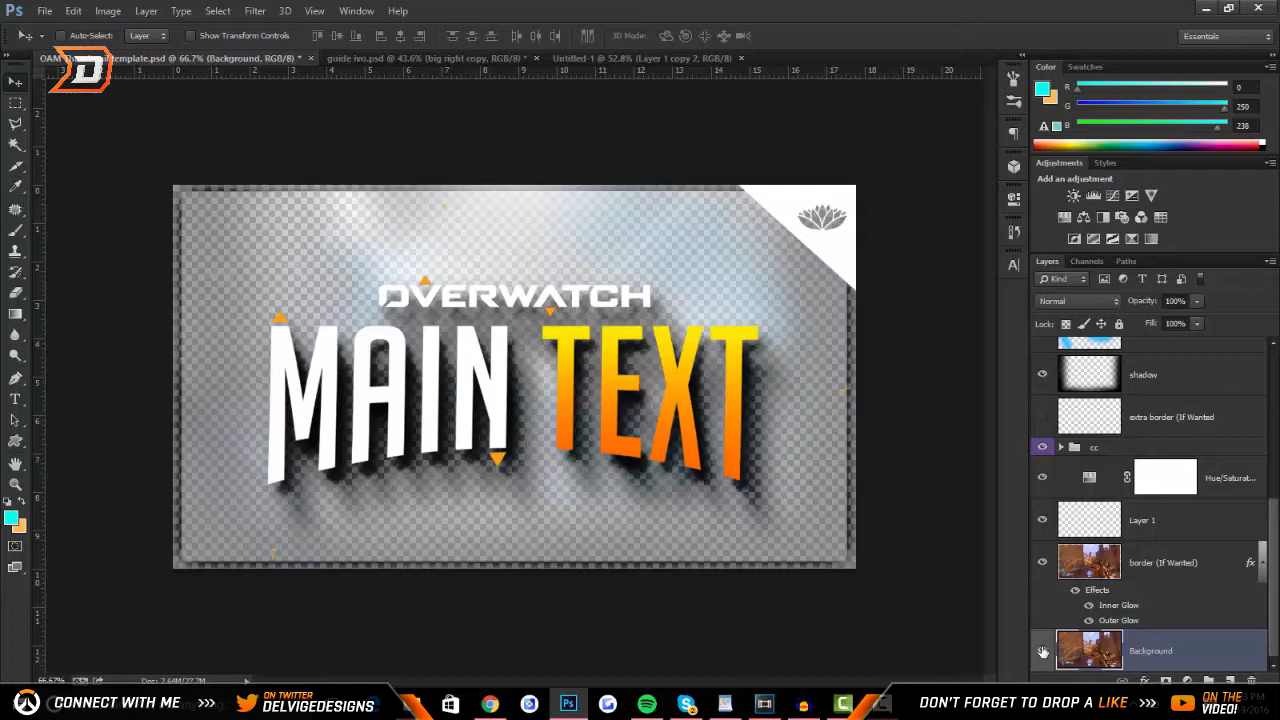 Ps File Edit Image Layer Type Select Filter 3D View Window Help
Auto-Select: Layer Show Transform Controls 3D Mode: Essentials
template.psd @ 66.7% (Background, RGB/8) * × guide ivo.psd @ 43.6% (big right copy, RGB/8) * × Untitled-1 @ 52.8% (Layer 1 copy 2, RGB/8) ×
D
Color Swatches
R 0
G 250
B 238
Adjustments Styles
Add an adjustment
Layers Channels Paths
Kind
Normal Opacity: 100%
Lock: Fill: 100%
shadow
extra border (If Wanted
cc
Hue/Saturat...
Layer 1
border (If Wanted) fx
Effects
Inner Glow
Outer Glow
Background
OVERWATCH
MAIN TEXT
66.67%
CONNECT WITH ME >>> ON TWITTER
DELVIGEDESIGNS
DON'T FORGET TO DROP A LIKE >>> ON THE
VIDEO!